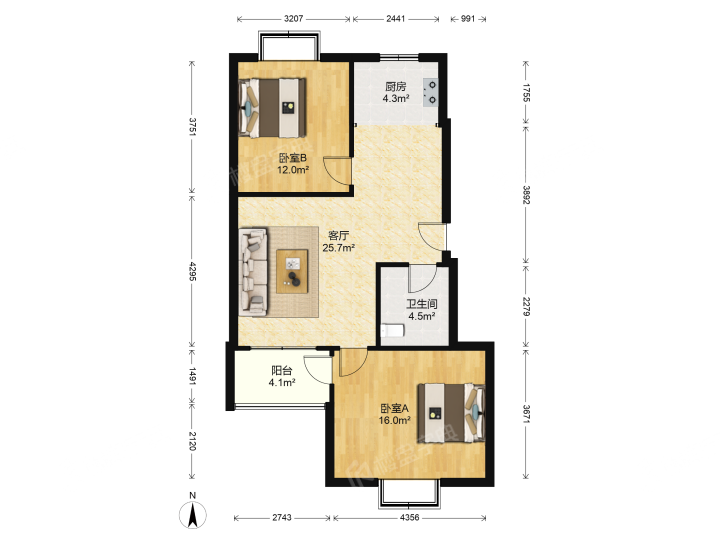 3207
2441
991
厨房
4.3m²
1755
3751
卧室B
12.0m²
3892
客厅
25.7m²
4295
卫生间
4.5m²
2279
阳台
4.1m²
1491
卧室A
16.0m²
3671
2120
N
2743
4356